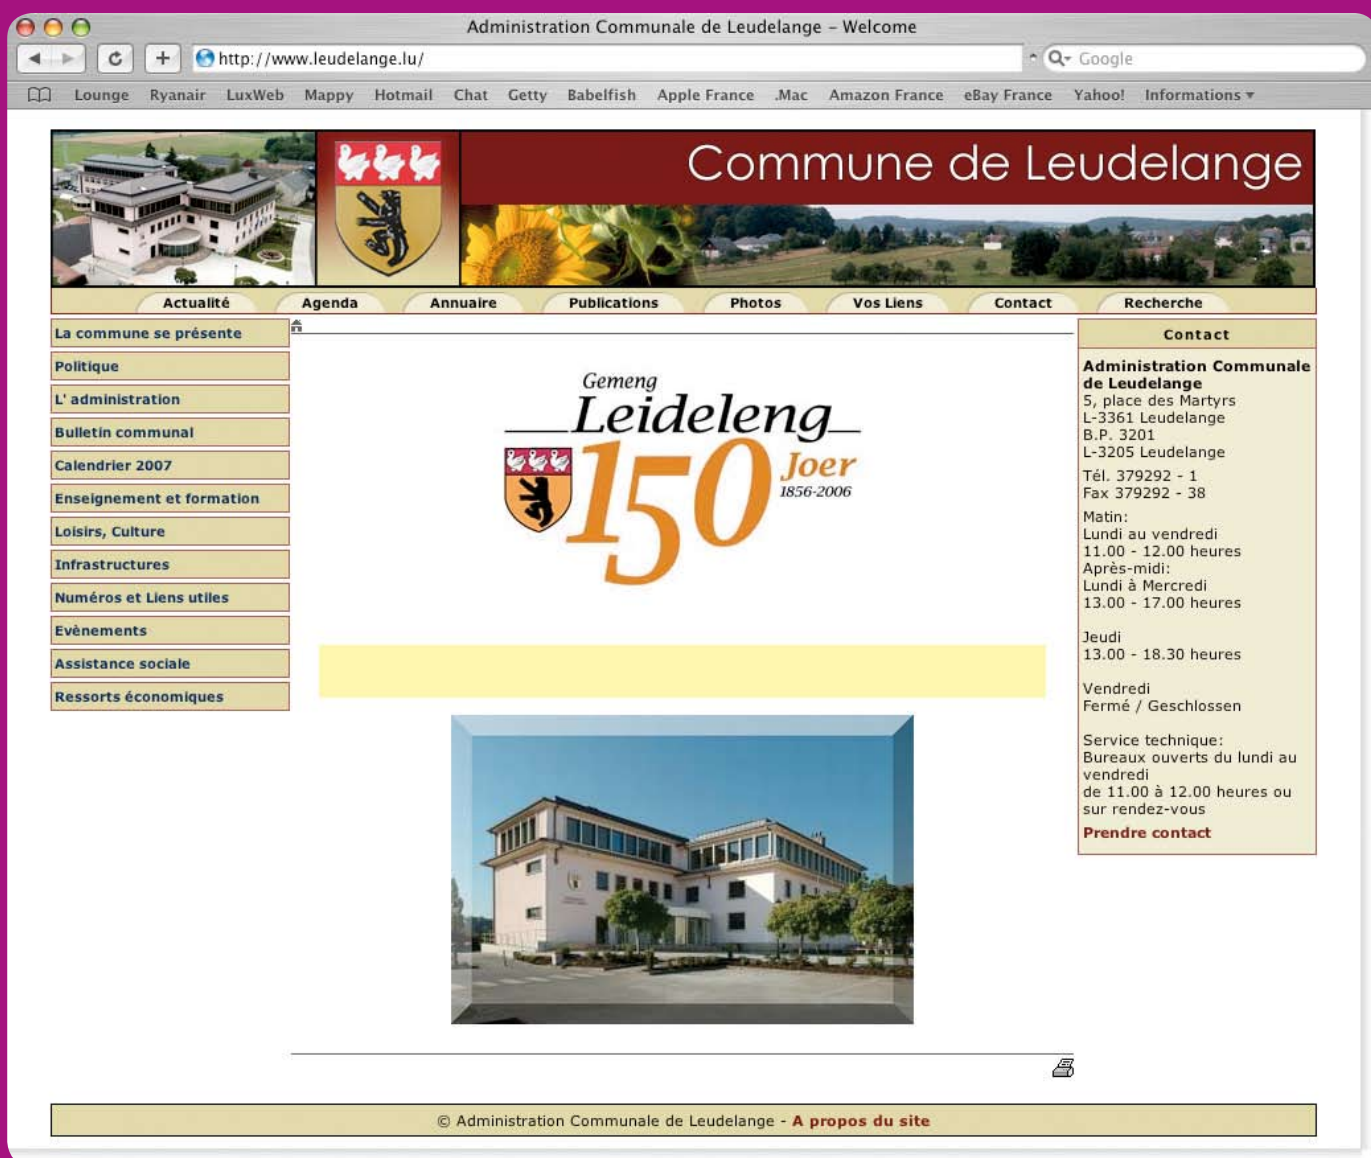 Administration Communale de Leudelange – Welcome
http://www.leudelange.lu/
Google
Lounge Ryanair LuxWeb Mappy Hotmail Chat Getty Babelfish Apple France .Mac Amazon France eBay France Yahoo! Informations
Commune de Leudelange
Actualité Agenda Annuaire Publications Photos Vos Liens Contact Recherche
La commune se présente
Politique
L' administration
Bulletin communal
Calendrier 2007
Enseignement et formation
Loisirs, Culture
Infrastructures
Numéros et Liens utiles
Evènements
Assistance sociale
Ressorts économiques
Gemeng
Leideleng
150 Joer
1856-2006
Contact
Administration Communale
de Leudelange
5, place des Martyrs
L-3361 Leudelange
B.P. 3201
L-3205 Leudelange
Tél. 379292 - 1
Fax 379292 - 38
Matin:
Lundi au vendredi
11.00 - 12.00 heures
Après-midi:
Lundi à Mercredi
13.00 - 17.00 heures
Jeudi
13.00 - 18.30 heures
Vendredi
Fermé / Geschlossen
Service technique:
Bureaux ouverts du lundi au
vendredi
de 11.00 à 12.00 heures ou
sur rendez-vous
Prendre contact
© Administration Communale de Leudelange - A propos du site